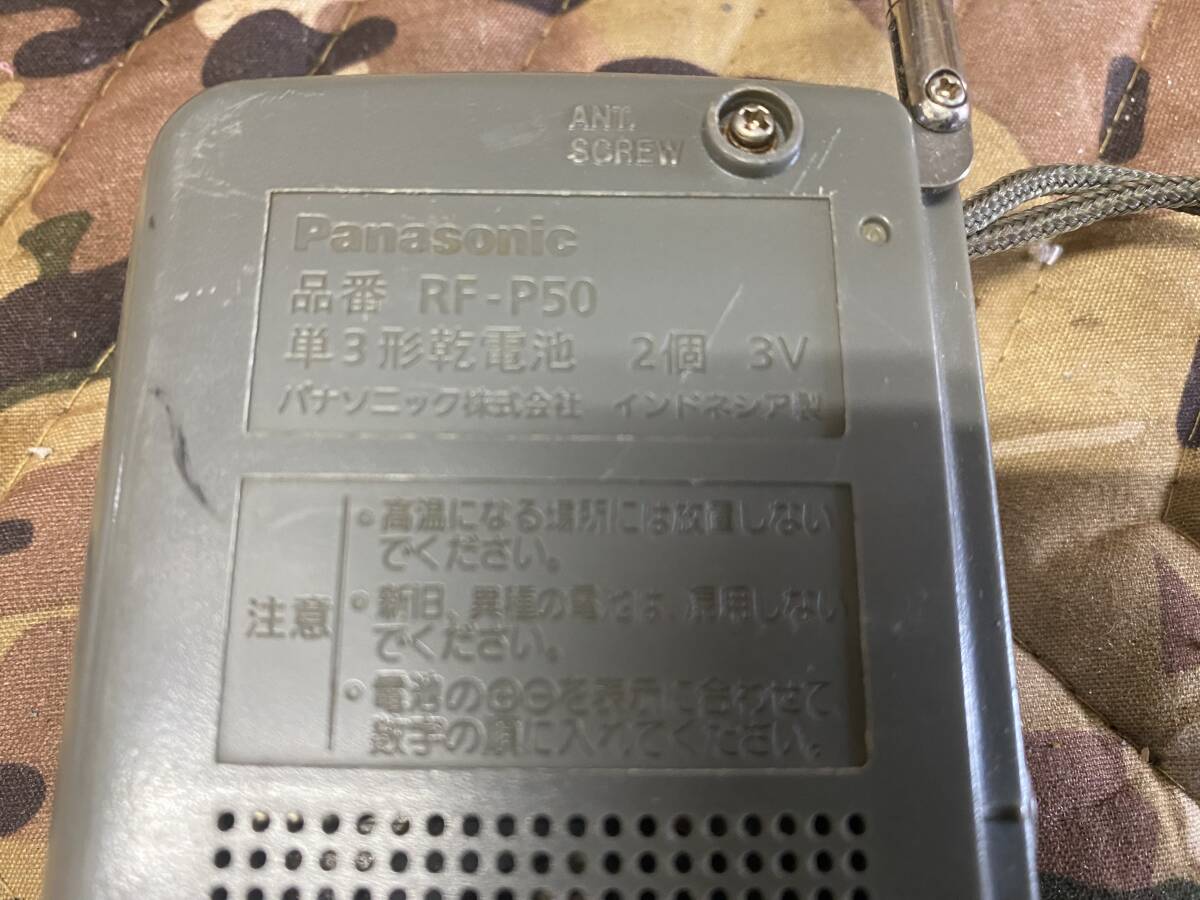 ANT.
SCREW
Panasonic
品番 RF-P50
単3形乾電池 2個 3V
パナソニック株式会社 インドネシア製
注意
• 高温になる場所には放置しない
でください。
• 新旧、異種の電池は、使用しない
でください。
• 電池の⊕⊖を表示に合わせて
数字の順に入れてください。